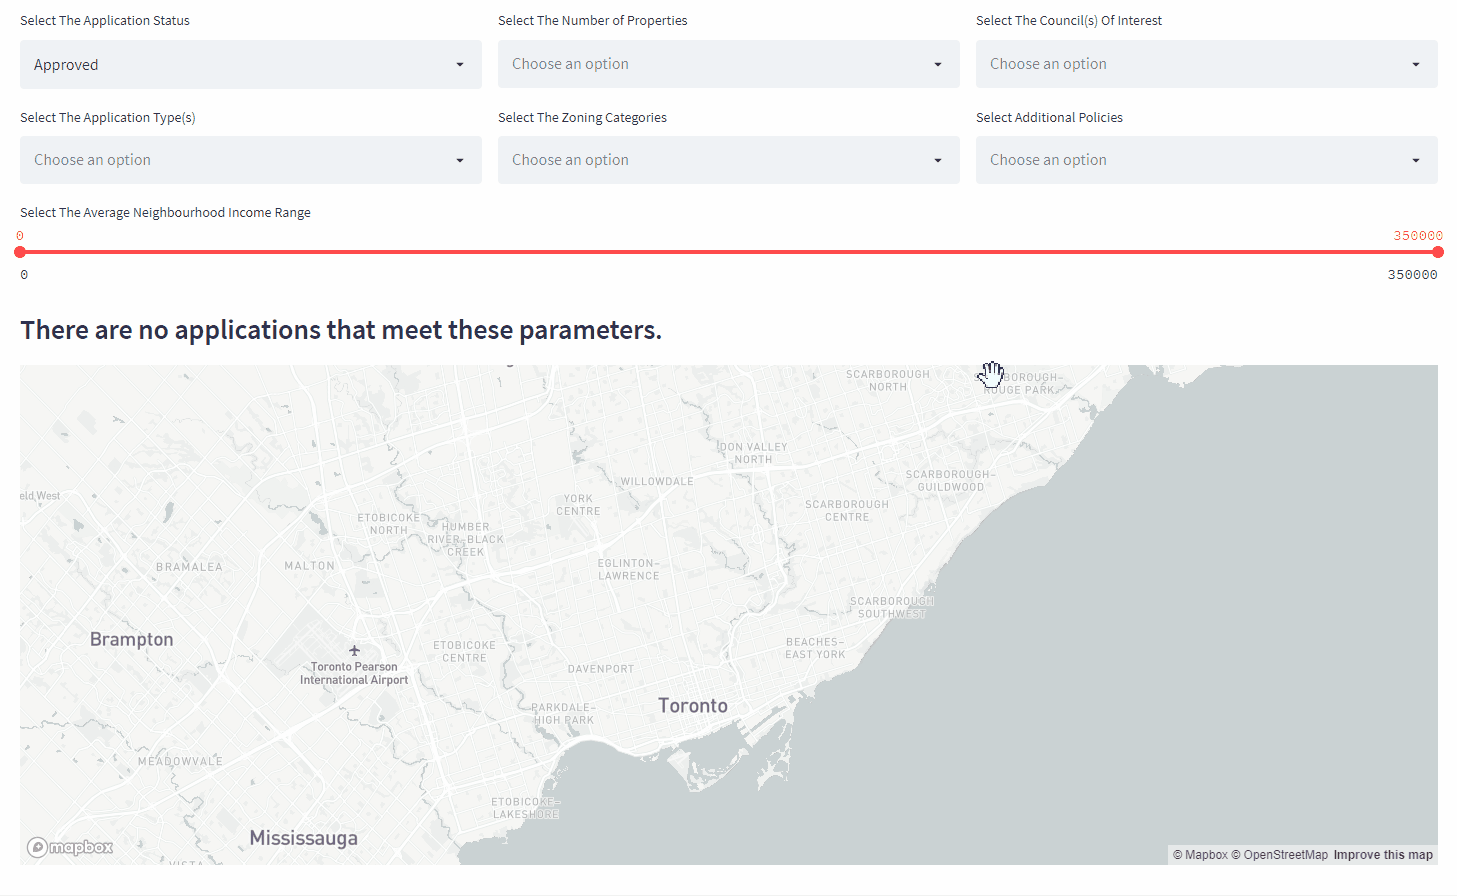 Select The Application Status
Select The Number of Properties
Select The Council(s) Of Interest
Approved
Choose an option
Choose an option
Select The Application Type(s)
Select The Zoning Categories
Select Additional Policies
Choose an option
Choose an option
Choose an option
Select The Average Neighbourhood Income Range
0
350000
0
350000
There are no applications that meet these parameters.
SCARBOROUGH
NORTH
ROUGE PARK
DON VALLEY
NORTH
SCARBOROUGH–
GUILDWOOD
WILLOWDALE
YORK
CENTRE
SCARBOROUGH
CENTRE
ETOBICOKE
NORTH
HUMBER
RIVER–BLACK
CREEK
EGLINTON–
LAWRENCE
BRAMALEA
MALTON
SCARBOROUGH
SOUTHWEST
Brampton
ETOBICOKE
CENTRE
BEACHES–
EAST YORK
Toronto Pearson
International Airport
DAVENPORT
PARKDALE–
HIGH PARK
Toronto
MEADOWVALE
ETOBICOKE–
LAKESHORE
Mississauga
mapbox
© Mapbox © OpenStreetMap Improve this map